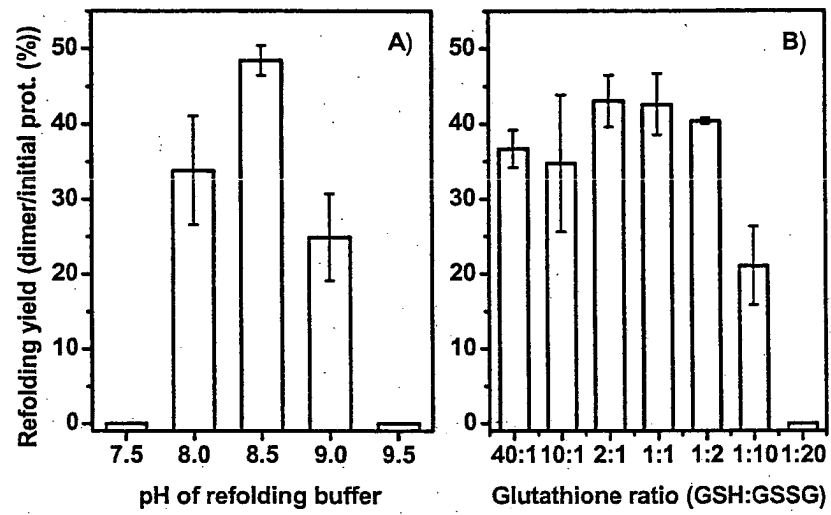 A)
Refolding yield (dimer/initial prot. (%))
50
40
30
20
10
0
7.5 8.0 8.5 9.0 9.5
pH of refolding buffer
B)
50
40
30
20
10
0
40:1 10:1 2:1 1:1 1:2 1:10 1:20
Glutathione ratio (GSH:GSSG)